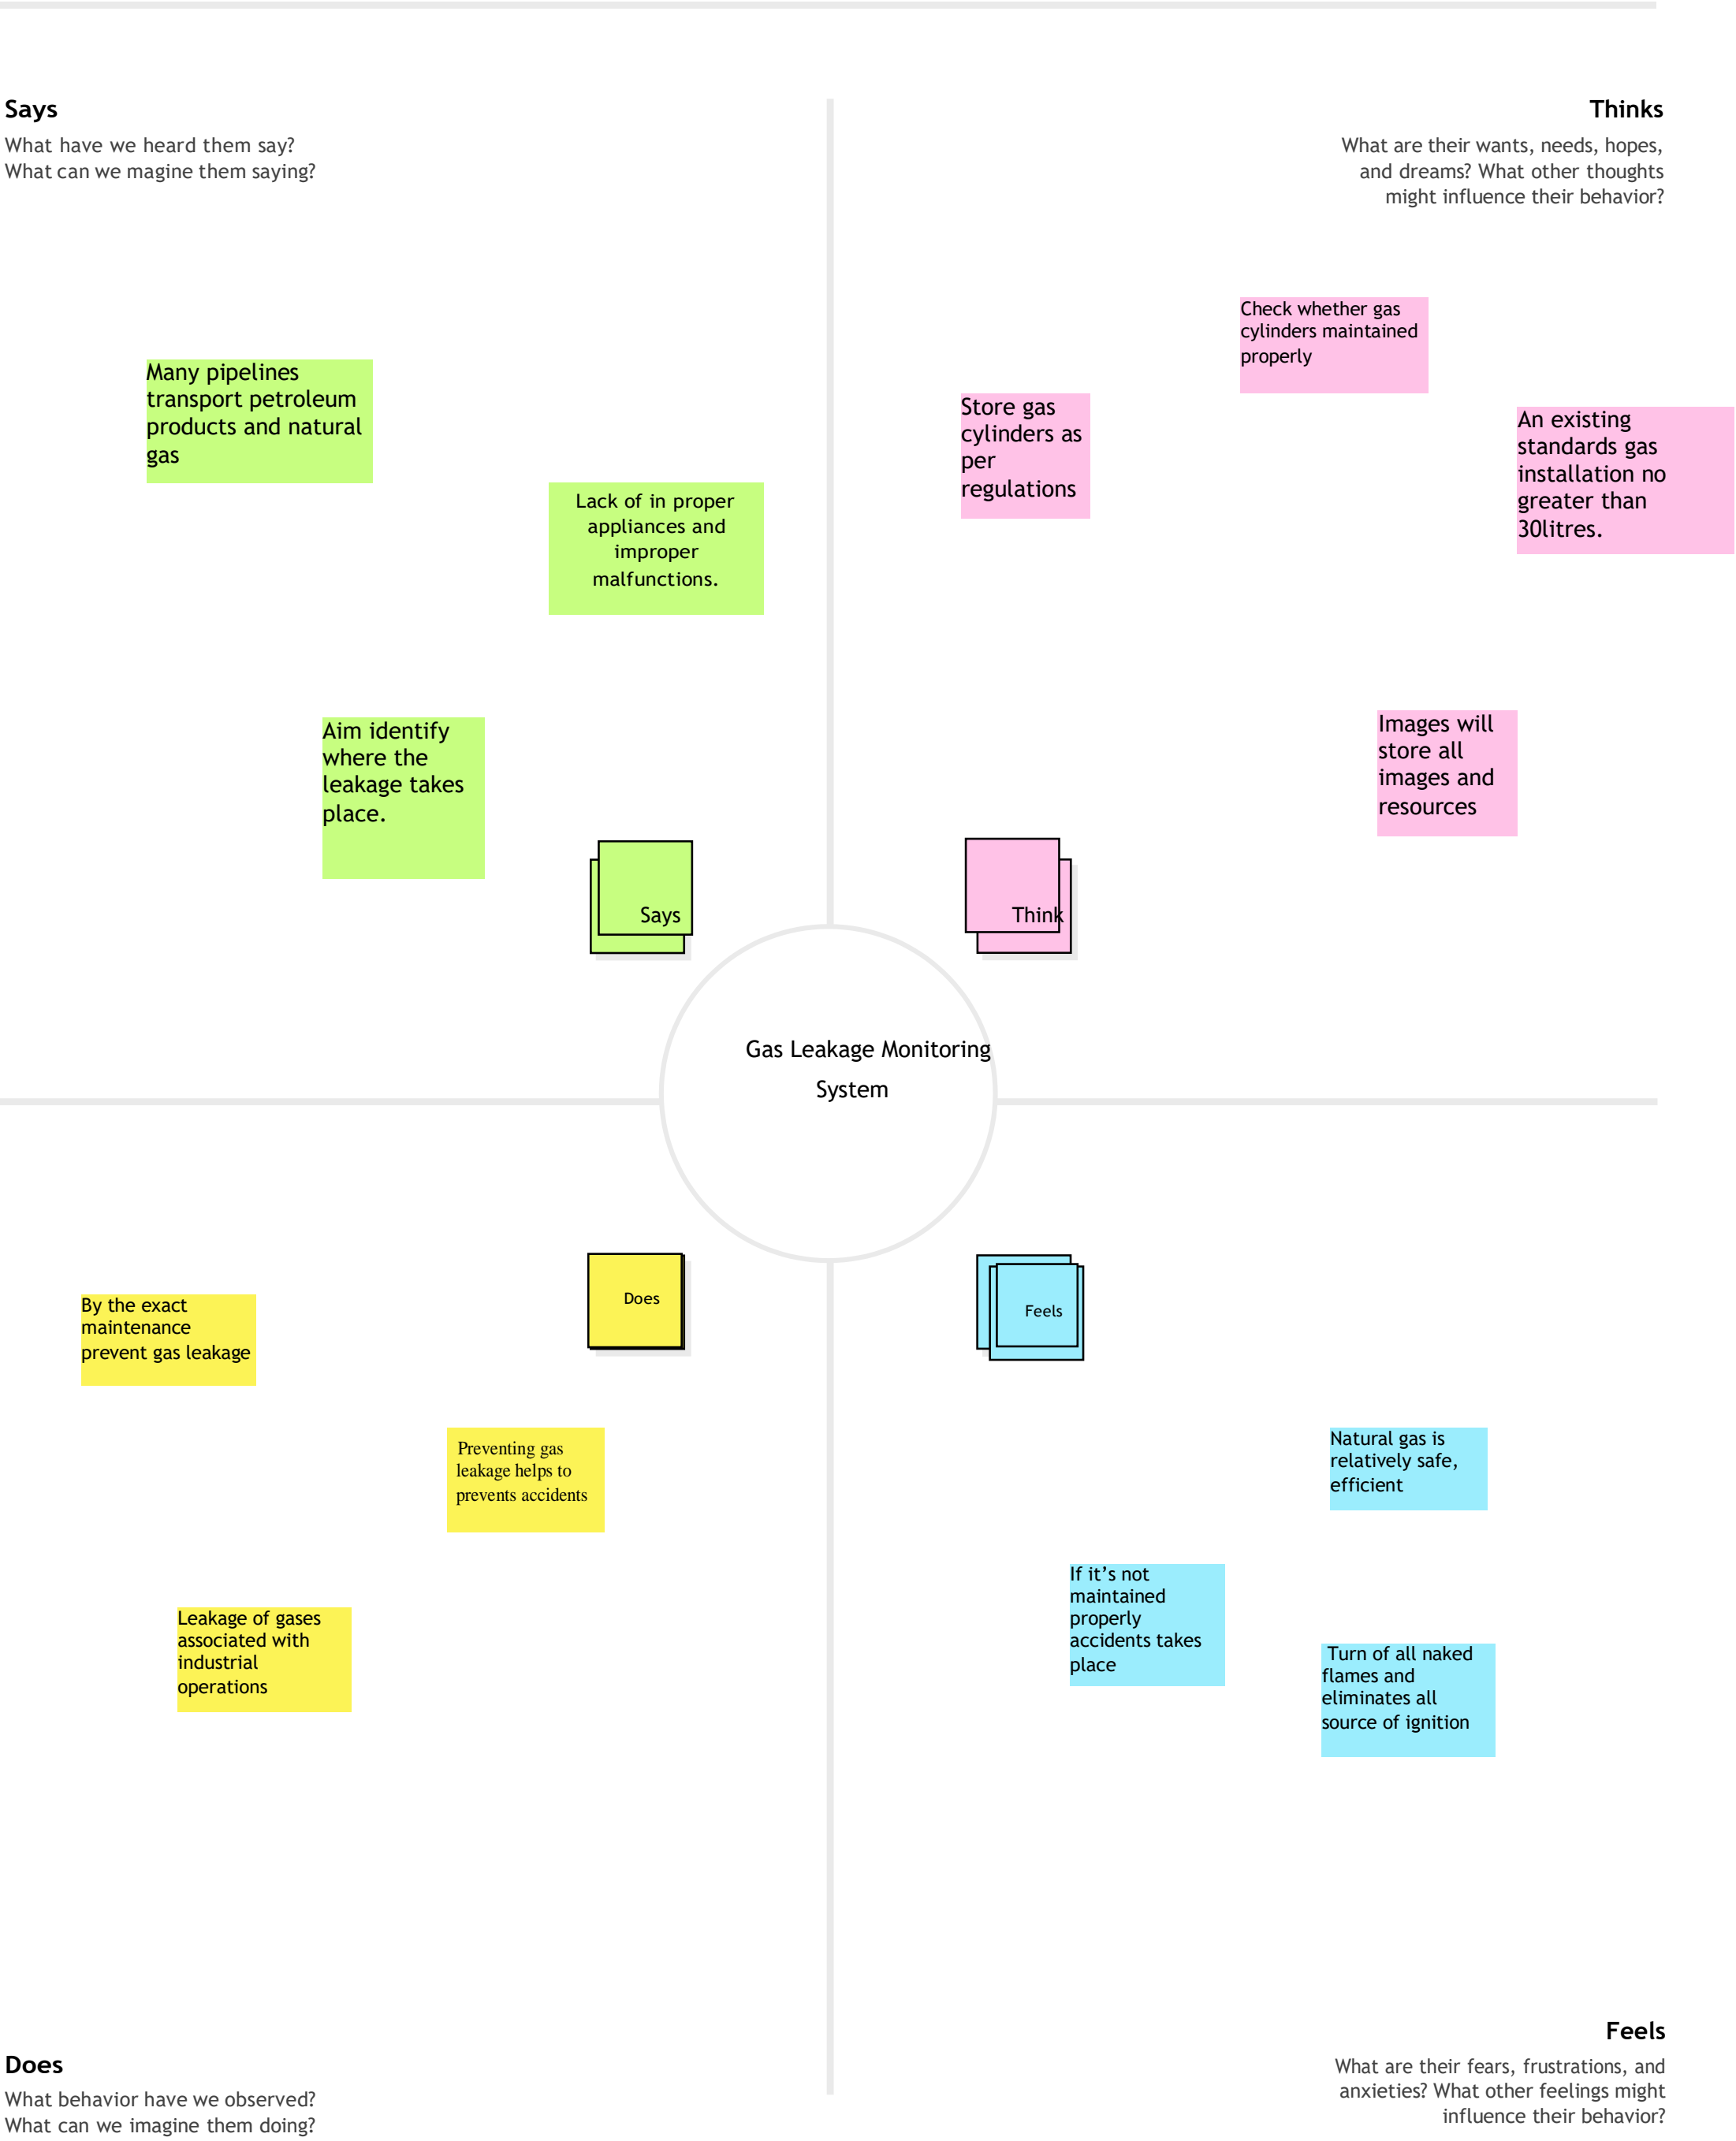 Says
What have we heard them say?
What can we magine them saying?
Thinks
What are their wants, needs, hopes,
and dreams? What other thoughts
might influence their behavior?
Many pipelines
transport petroleum
products and natural
gas
Lack of in proper
appliances and
improper
malfunctions.
Aim identify
where the
leakage takes
place.
Says
Check whether gas
cylinders maintained
properly
Store gas
cylinders as
per
regulations
An existing
standards gas
installation no
greater than
30litres.
Images will
store all
images and
resources
Think
Gas Leakage Monitoring
System
Does
By the exact
maintenance
prevent gas leakage
Preventing gas
leakage helps to
prevents accidents
Leakage of gases
associated with
industrial
operations
Feels
Natural gas is
relatively safe,
efficient
If it’s not
maintained
properly
accidents takes
place
Turn of all naked
flames and
eliminates all
source of ignition
Does
What behavior have we observed?
What can we imagine them doing?
Feels
What are their fears, frustrations, and
anxieties? What other feelings might
influence their behavior?